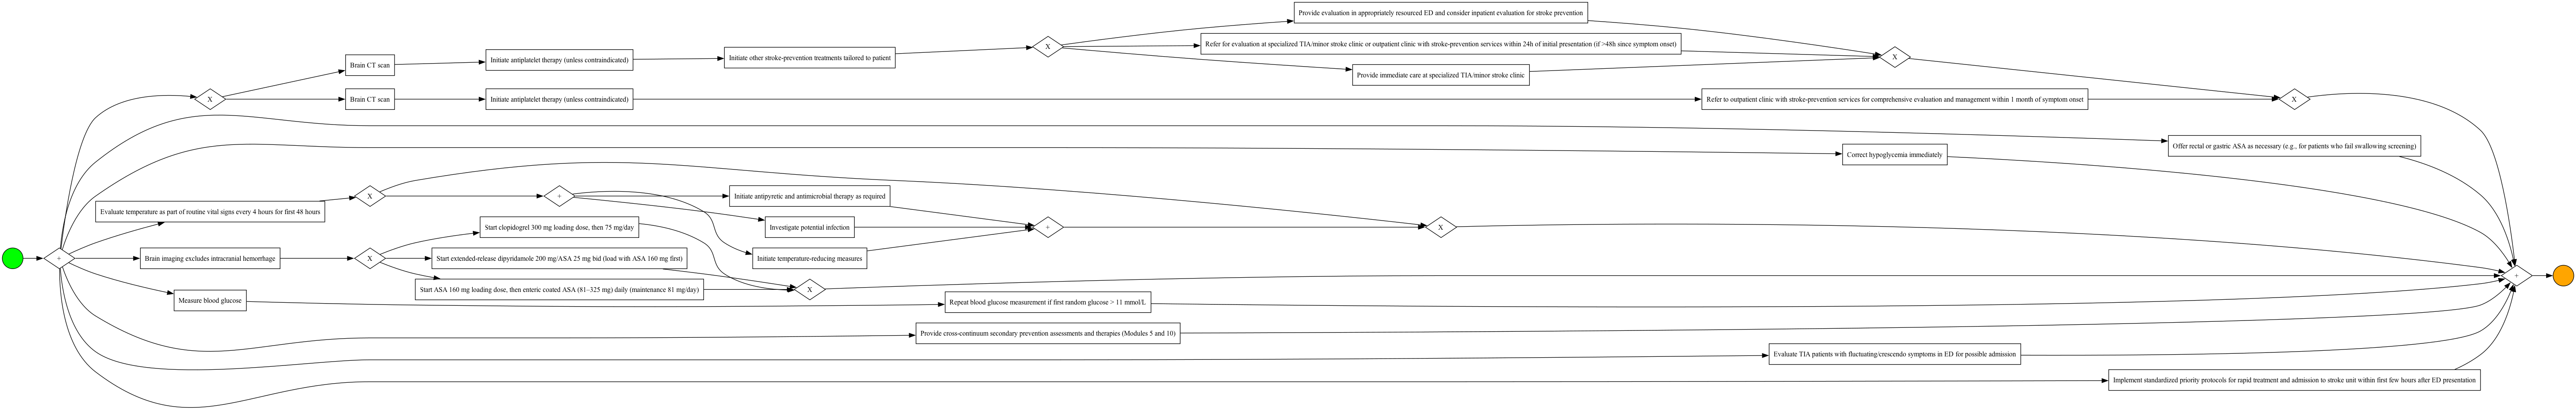 Provide evaluation in appropriately resourced ED and consider inpatient evaluation for stroke prevention
Refer for evaluation at specialized TIA/minor stroke clinic or outpatient clinic with stroke-prevention services within 24h of initial presentation (if >48h since symptom onset)
X
X
Brain CT scan
Initiate antiplatelet therapy (unless contraindicated)
Initiate other stroke-prevention treatments tailored to patient
Provide immediate care at specialized TIA/minor stroke clinic
X
Brain CT scan
Initiate antiplatelet therapy (unless contraindicated)
Refer to outpatient clinic with stroke-prevention services for comprehensive evaluation and management within 1 month of symptom onset
X
Offer rectal or gastric ASA as necessary (e.g., for patients who fail swallowing screening)
Correct hypoglycemia immediately
X
+
Initiate antipyretic and antimicrobial therapy as required
Evaluate temperature as part of routine vital signs every 4 hours for first 48 hours
Start clopidogrel 300 mg loading dose, then 75 mg/day
Investigate potential infection
+
X
+
Brain imaging excludes intracranial hemorrhage
X
Start extended-release dipyridamole 200 mg/ASA 25 mg bid (load with ASA 160 mg first)
Initiate temperature-reducing measures
+
Start ASA 160 mg loading dose, then enteric coated ASA (81–325 mg) daily (maintenance 81 mg/day)
X
Measure blood glucose
Repeat blood glucose measurement if first random glucose > 11 mmol/L
Provide cross-continuum secondary prevention assessments and therapies (Modules 5 and 10)
Evaluate TIA patients with fluctuating/crescendo symptoms in ED for possible admission
Implement standardized priority protocols for rapid treatment and admission to stroke unit within first few hours after ED presentation